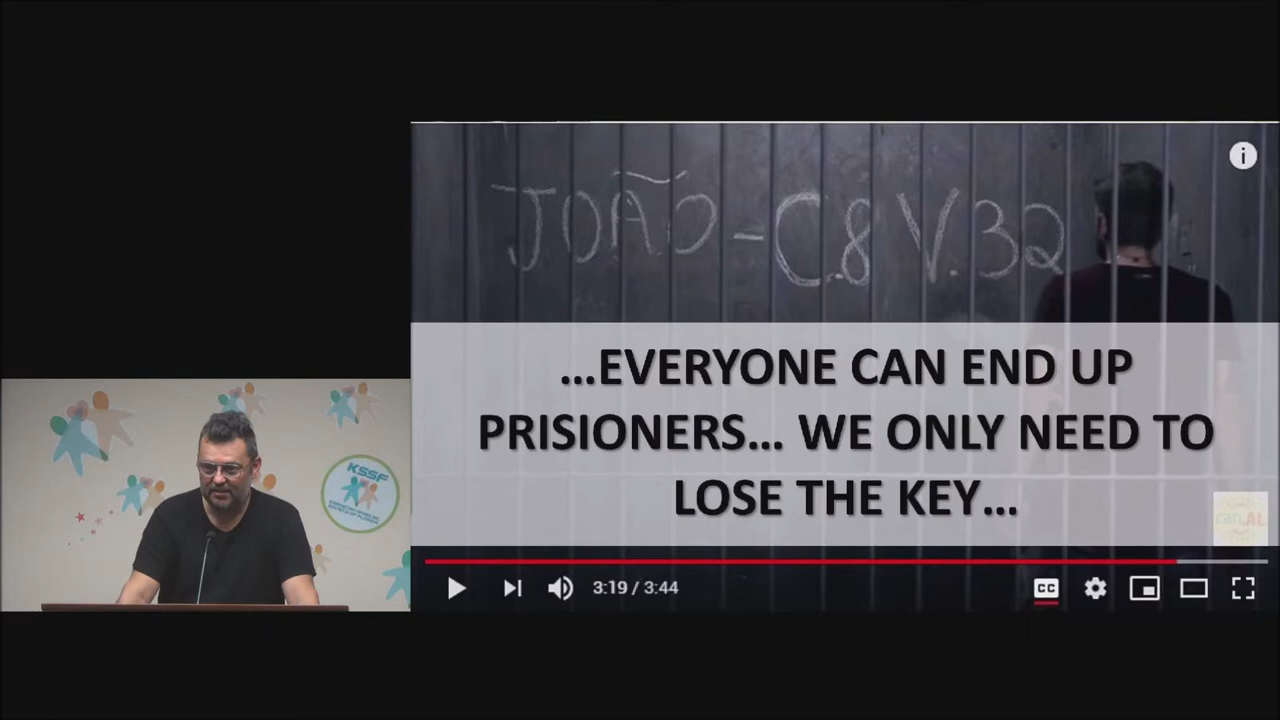 JOÃO - C.8 V.32
...EVERYONE CAN END UP
PRISIONERS... WE ONLY NEED TO
LOSE THE KEY...
3:19 / 3:44
CC
KSSF